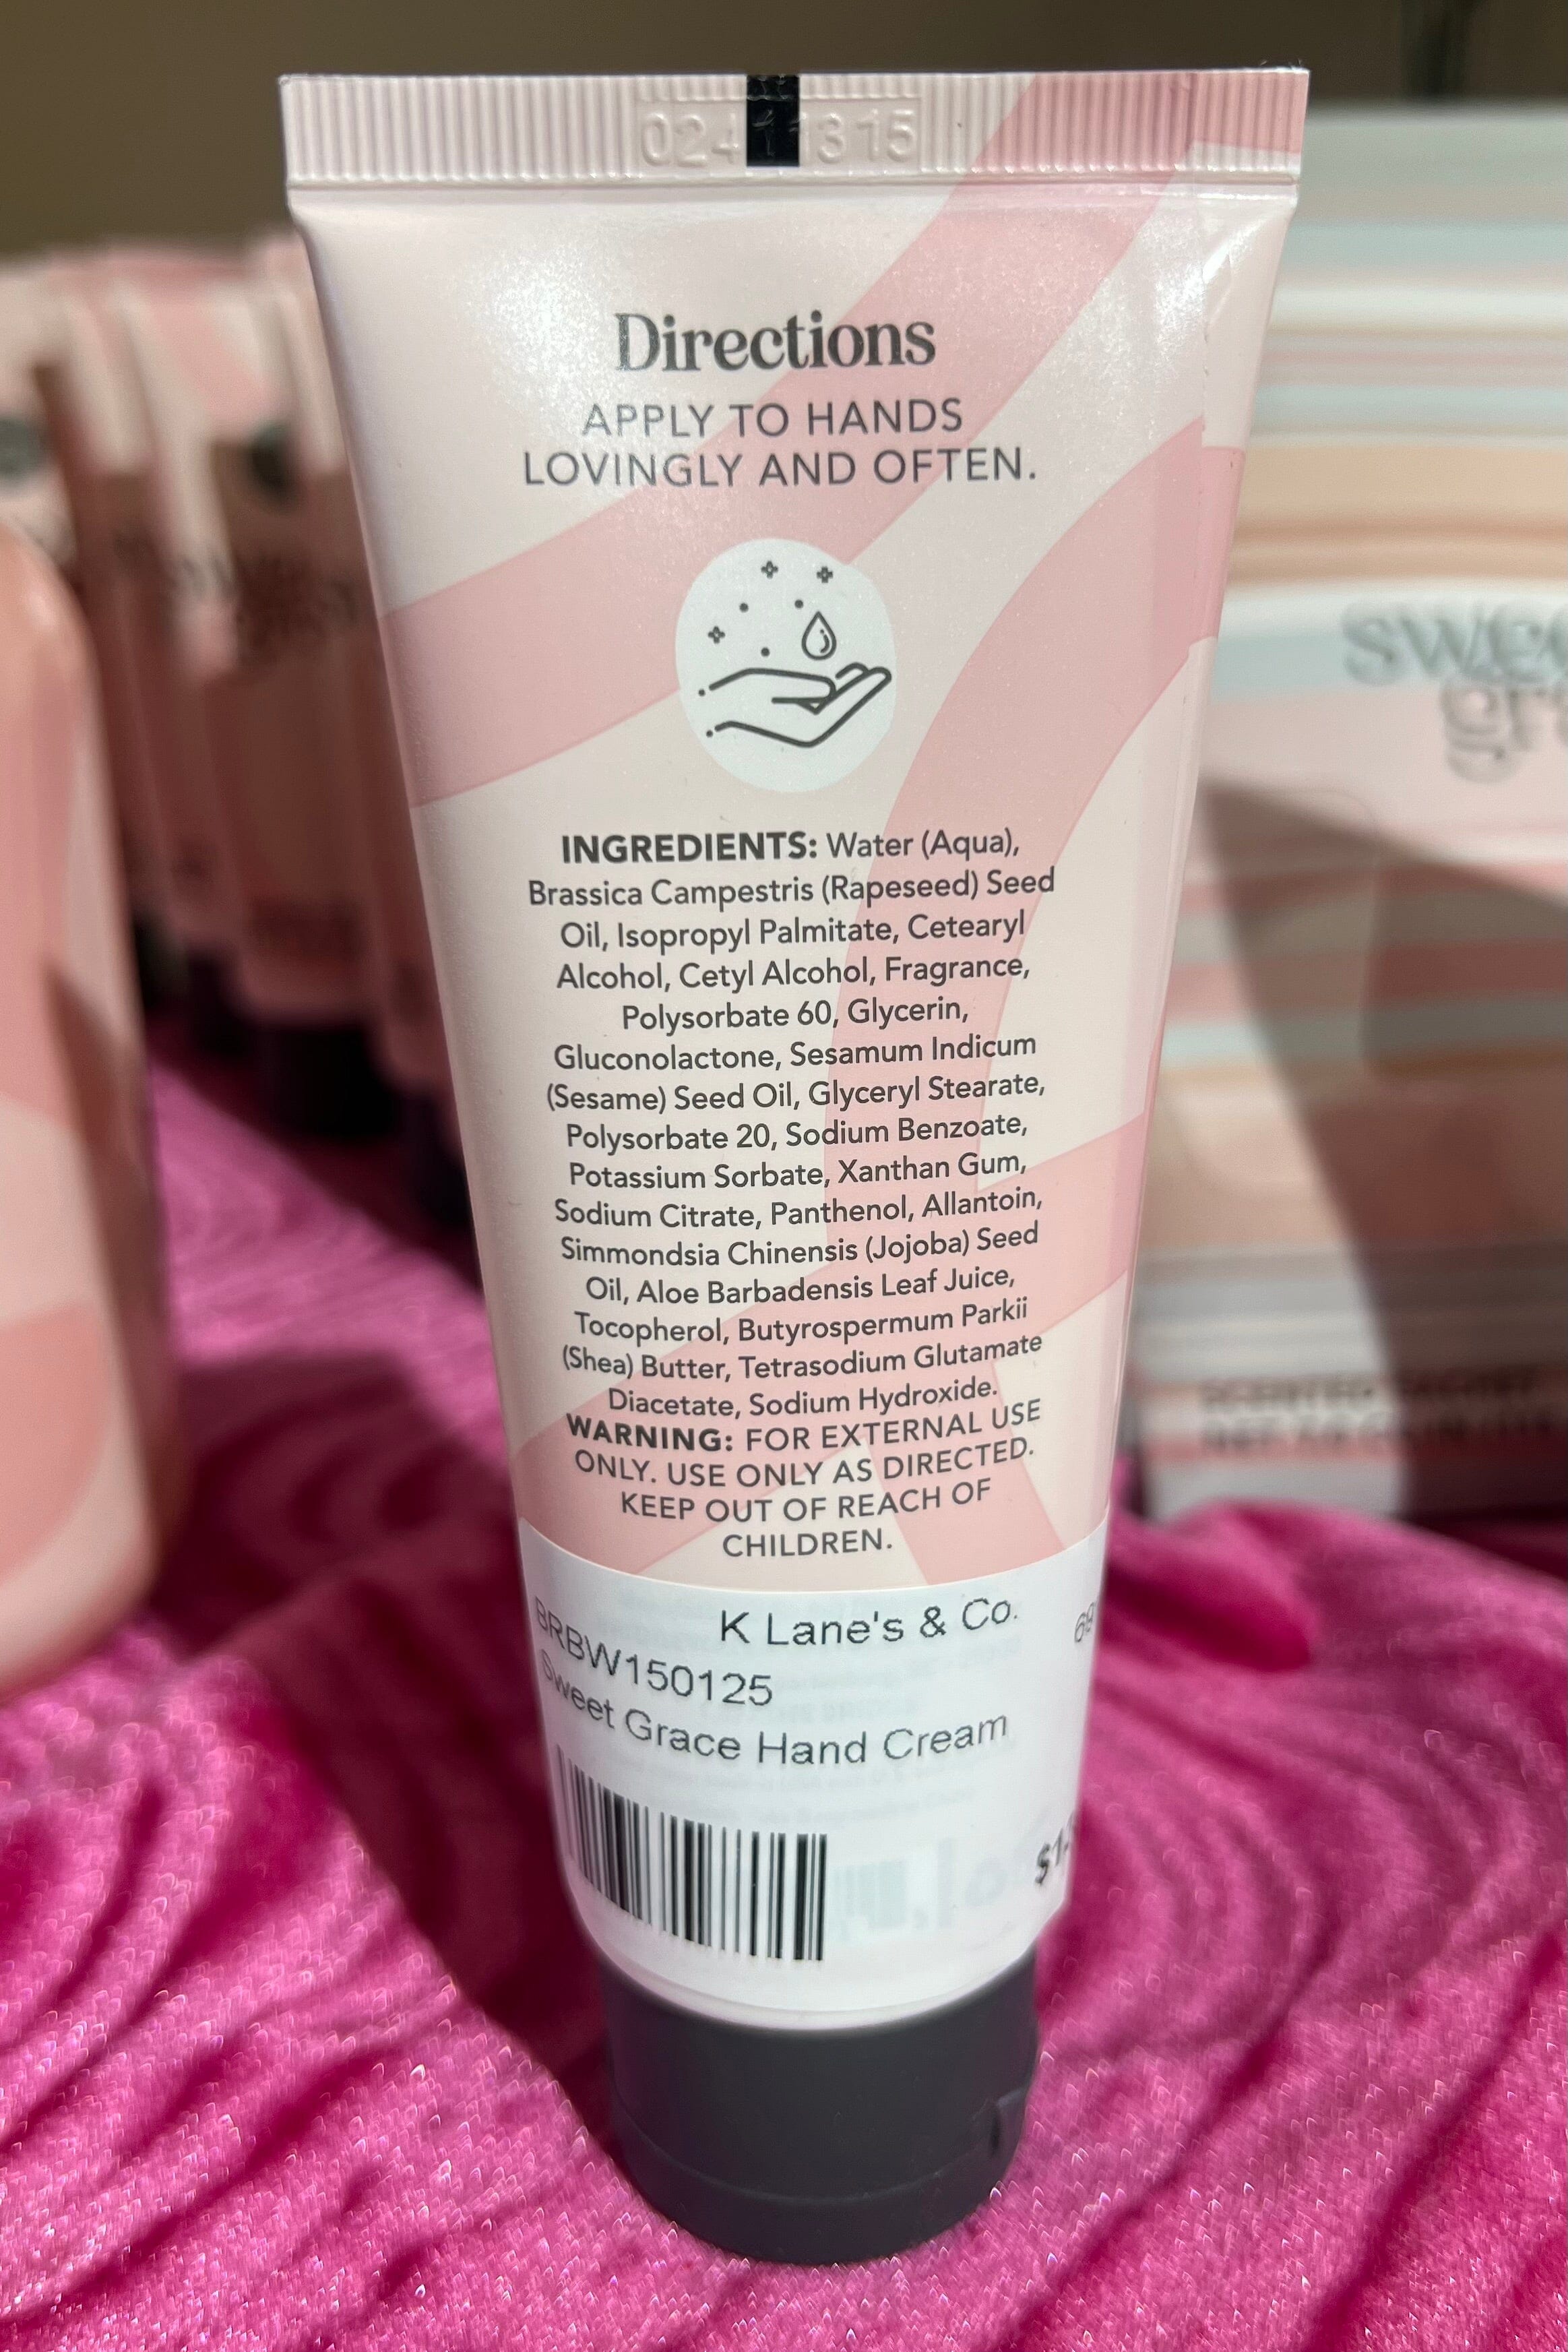 02411315
Directions
APPLY TO HANDS
LOVINGLY AND OFTEN.
INGREDIENTS: Water (Aqua),
Brassica Campestris (Rapeseed) Seed
Oil, Isopropyl Palmitate, Cetearyl
Alcohol, Cetyl Alcohol, Fragrance,
Polysorbate 60, Glycerin,
Gluconolactone, Sesamum Indicum
(Sesame) Seed Oil, Glyceryl Stearate,
Polysorbate 20, Sodium Benzoate,
Potassium Sorbate, Xanthan Gum,
Sodium Citrate, Panthenol, Allantoin,
Simmondsia Chinensis (Jojoba) Seed
Oil, Aloe Barbadensis Leaf Juice,
Tocopherol, Butyrospermum Parkii
(Shea) Butter, Tetrasodium Glutamate
Diacetate, Sodium Hydroxide.
WARNING: FOR EXTERNAL USE
ONLY. USE ONLY AS DIRECTED.
KEEP OUT OF REACH OF
CHILDREN.
K Lane's & Co.
BRBW150125
Sweet Grace Hand Cream